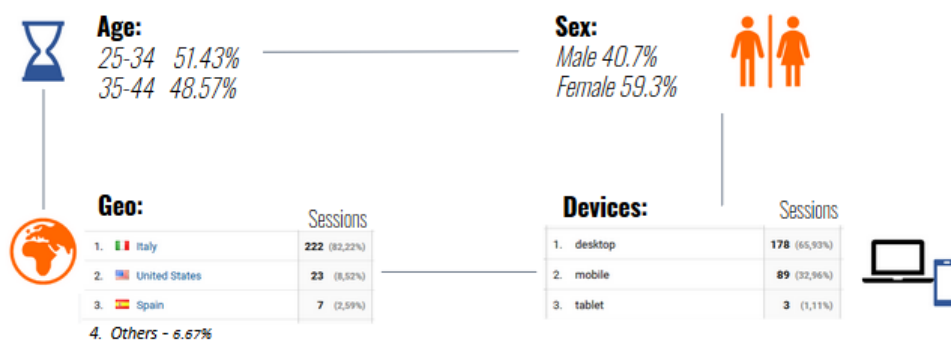 Age:
25-34 51.43%
35-44 48.57%
Sex:
Male 40.7%
Female 59.3%
Geo:
Sessions
1. Italy 222 (82,22%)
2. United States 23 (8,52%)
3. Spain 7 (2,59%)
4. Others - 6.67%
Devices:
Sessions
1. desktop 178 (65,93%)
2. mobile 89 (32,96%)
3. tablet 3 (1,11%)